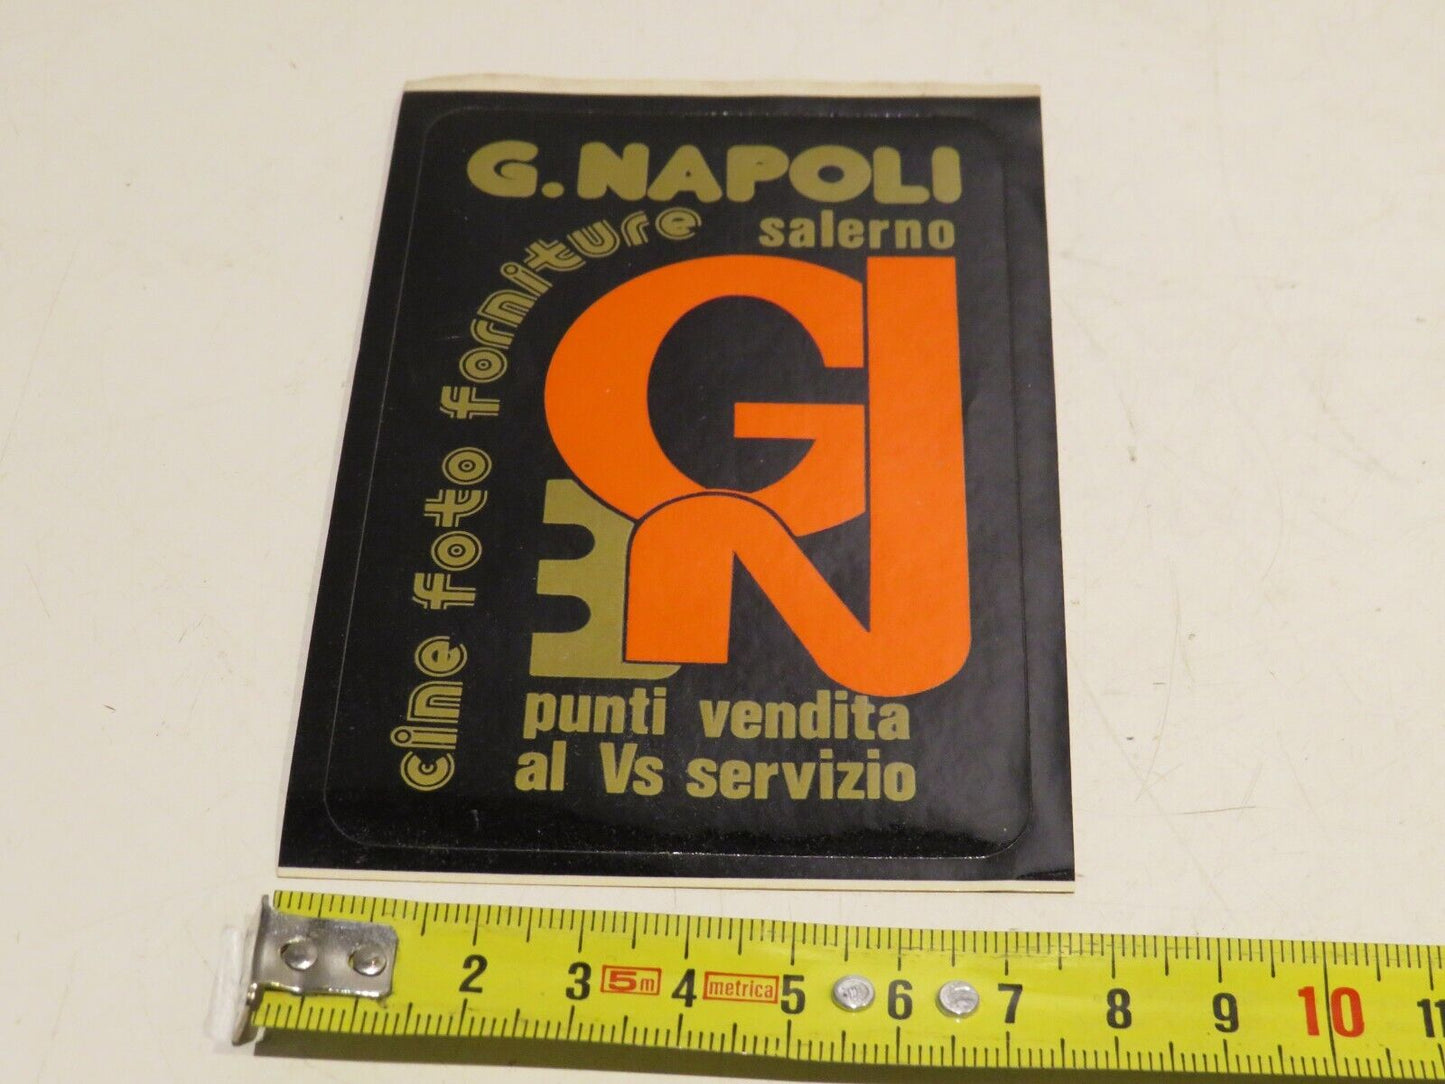 G. NAPOLI
salerno
cine foto forniture
GN
3
punti vendita
al Vs servizio
2 3 5m 4 metrica 5 6 7 8 9 10 11